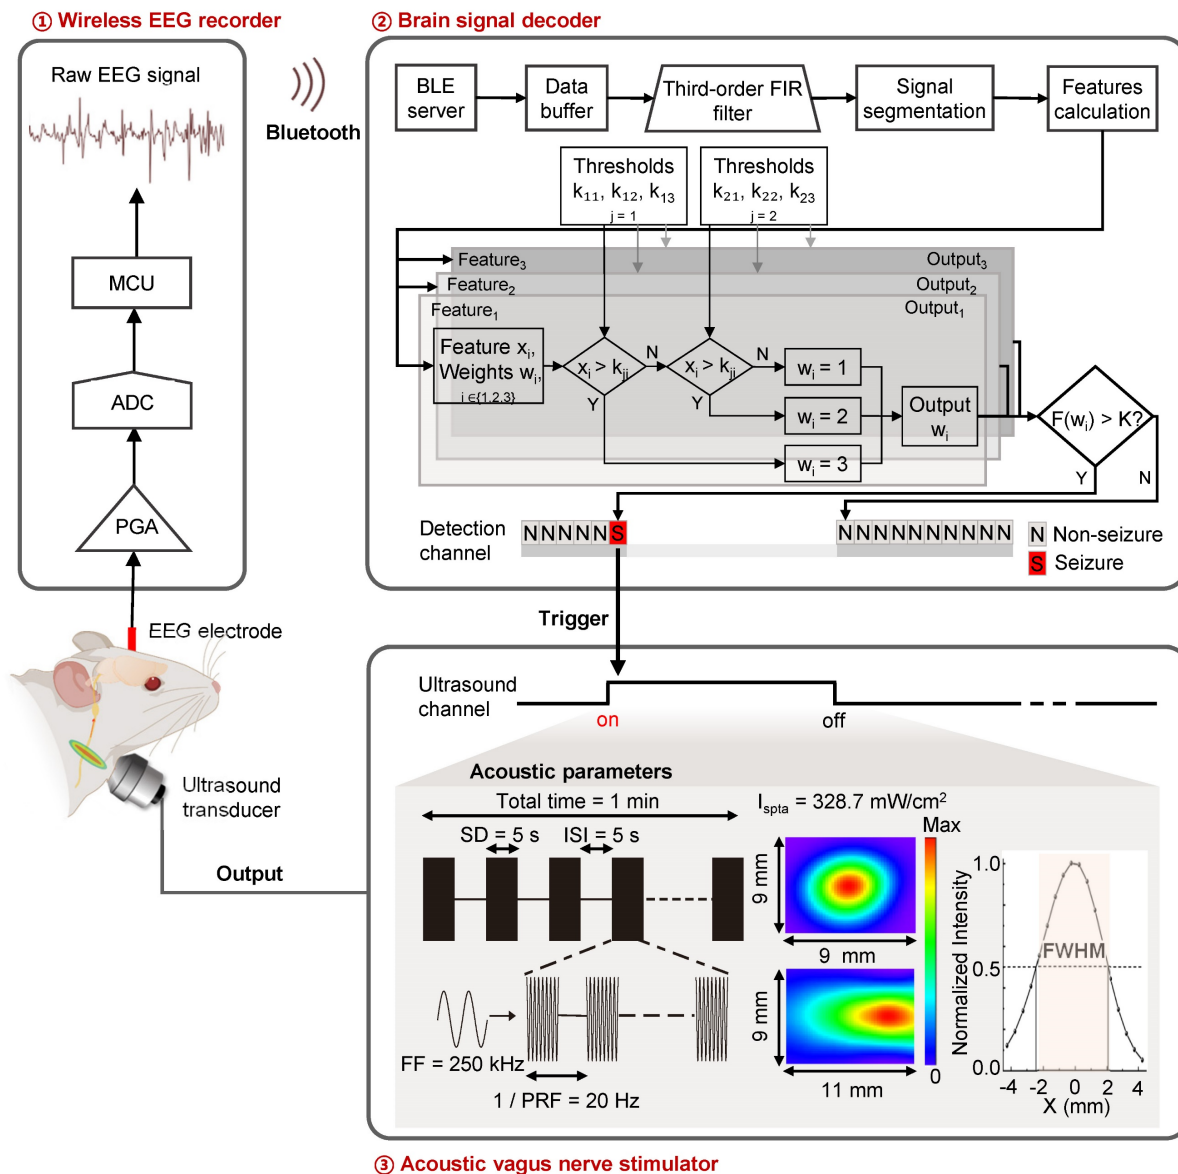 ① Wireless EEG recorder
Raw EEG signal
MCU
ADC
PGA
Bluetooth
EEG electrode
Ultrasound
transducer
Output
② Brain signal decoder
BLE
server
Data
buffer
Third-order FIR
filter
Signal
segmentation
Features
calculation
Thresholds
k₁₁, k₁₂, k₁₃
j = 1
Thresholds
k₂₁, k₂₂, k₂₃
j = 2
Feature₃
Output₃
Feature₂
Output₂
Feature₁
Output₁
Feature xᵢ,
Weights wᵢ,
i ∈{1,2,3}
xᵢ > kⱼᵢ
N
Y
xᵢ > kⱼᵢ
N
Y
wᵢ = 1
wᵢ = 2
wᵢ = 3
Output
wᵢ
F(wᵢ) > K?
Y
N
Detection
channel
N N N N N S
N N N N N N N N N N
N Non-seizure
S Seizure
Trigger
Ultrasound
channel
on
off
Acoustic parameters
Total time = 1 min
SD = 5 s
ISI = 5 s
FF = 250 kHz
1 / PRF = 20 Hz
Iₛₚₜₐ = 328.7 mW/cm²
Max
9 mm
9 mm
9 mm
11 mm
0
Normalized Intensity
1.0
0.5
0.0
FWHM
-4 -2 0 2 4
X (mm)
③ Acoustic vagus nerve stimulator